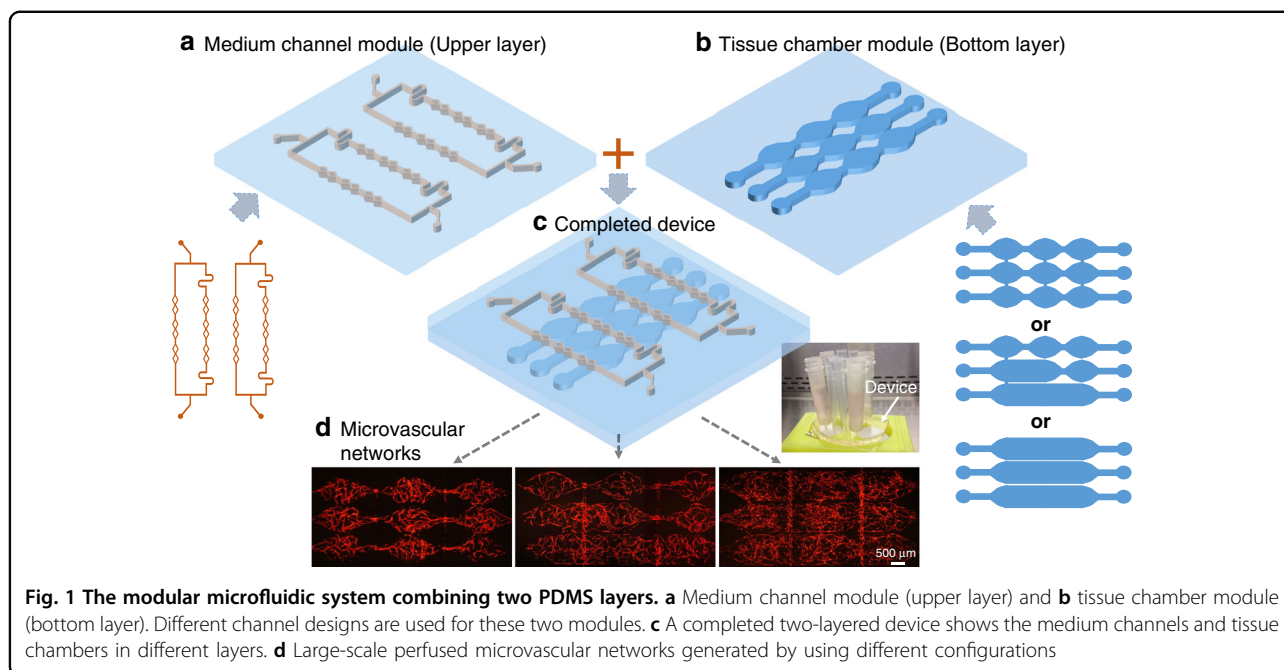 a Medium channel module (Upper layer)
b Tissue chamber module (Bottom layer)
+
c Completed device
or
or
Device
d Microvascular
networks
500 μm
Fig. 1 The modular microfluidic system combining two PDMS layers. a Medium channel module (upper layer) and b tissue chamber module
(bottom layer). Different channel designs are used for these two modules. c A completed two-layered device shows the medium channels and tissue
chambers in different layers. d Large-scale perfused microvascular networks generated by using different configurations